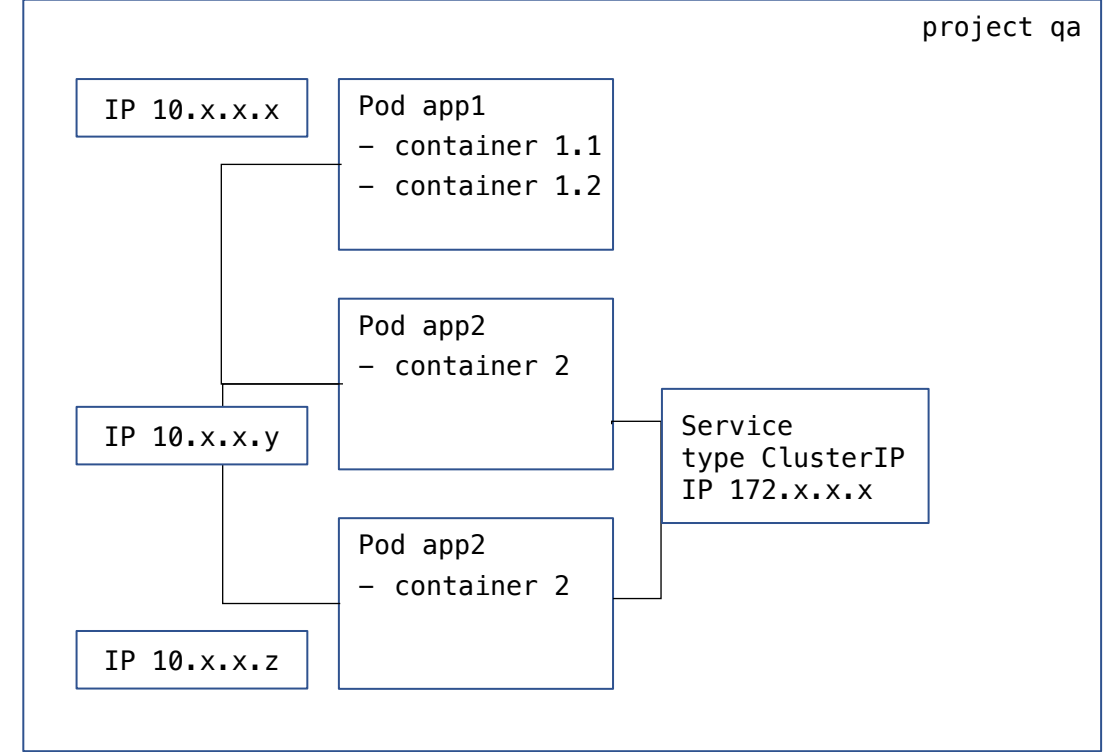 project qa
IP 10.x.x.x
Pod app1
– container 1.1
– container 1.2
Pod app2
– container 2
IP 10.x.x.y
Service
type ClusterIP
IP 172.x.x.x
Pod app2
– container 2
IP 10.x.x.z